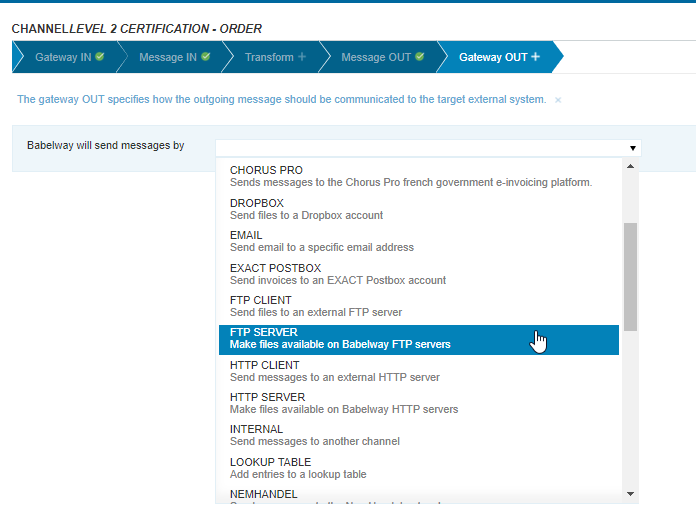 CHANNELLEVEL 2 CERTIFICATION - ORDER
Gateway IN Message IN Transform + Message OUT Gateway OUT +
The gateway OUT specifies how the outgoing message should be communicated to the target external system. ×
Babelway will send messages by
CHORUS PRO
Sends messages to the Chorus Pro french government e-invoicing platform.
DROPBOX
Send files to a Dropbox account
EMAIL
Send email to a specific email address
EXACT POSTBOX
Send invoices to an EXACT Postbox account
FTP CLIENT
Send files to an external FTP server
FTP SERVER
Make files available on Babelway FTP servers
HTTP CLIENT
Send messages to an external HTTP server
HTTP SERVER
Make files available on Babelway HTTP servers
INTERNAL
Send messages to another channel
LOOKUP TABLE
Add entries to a lookup table
NEMHANDEL